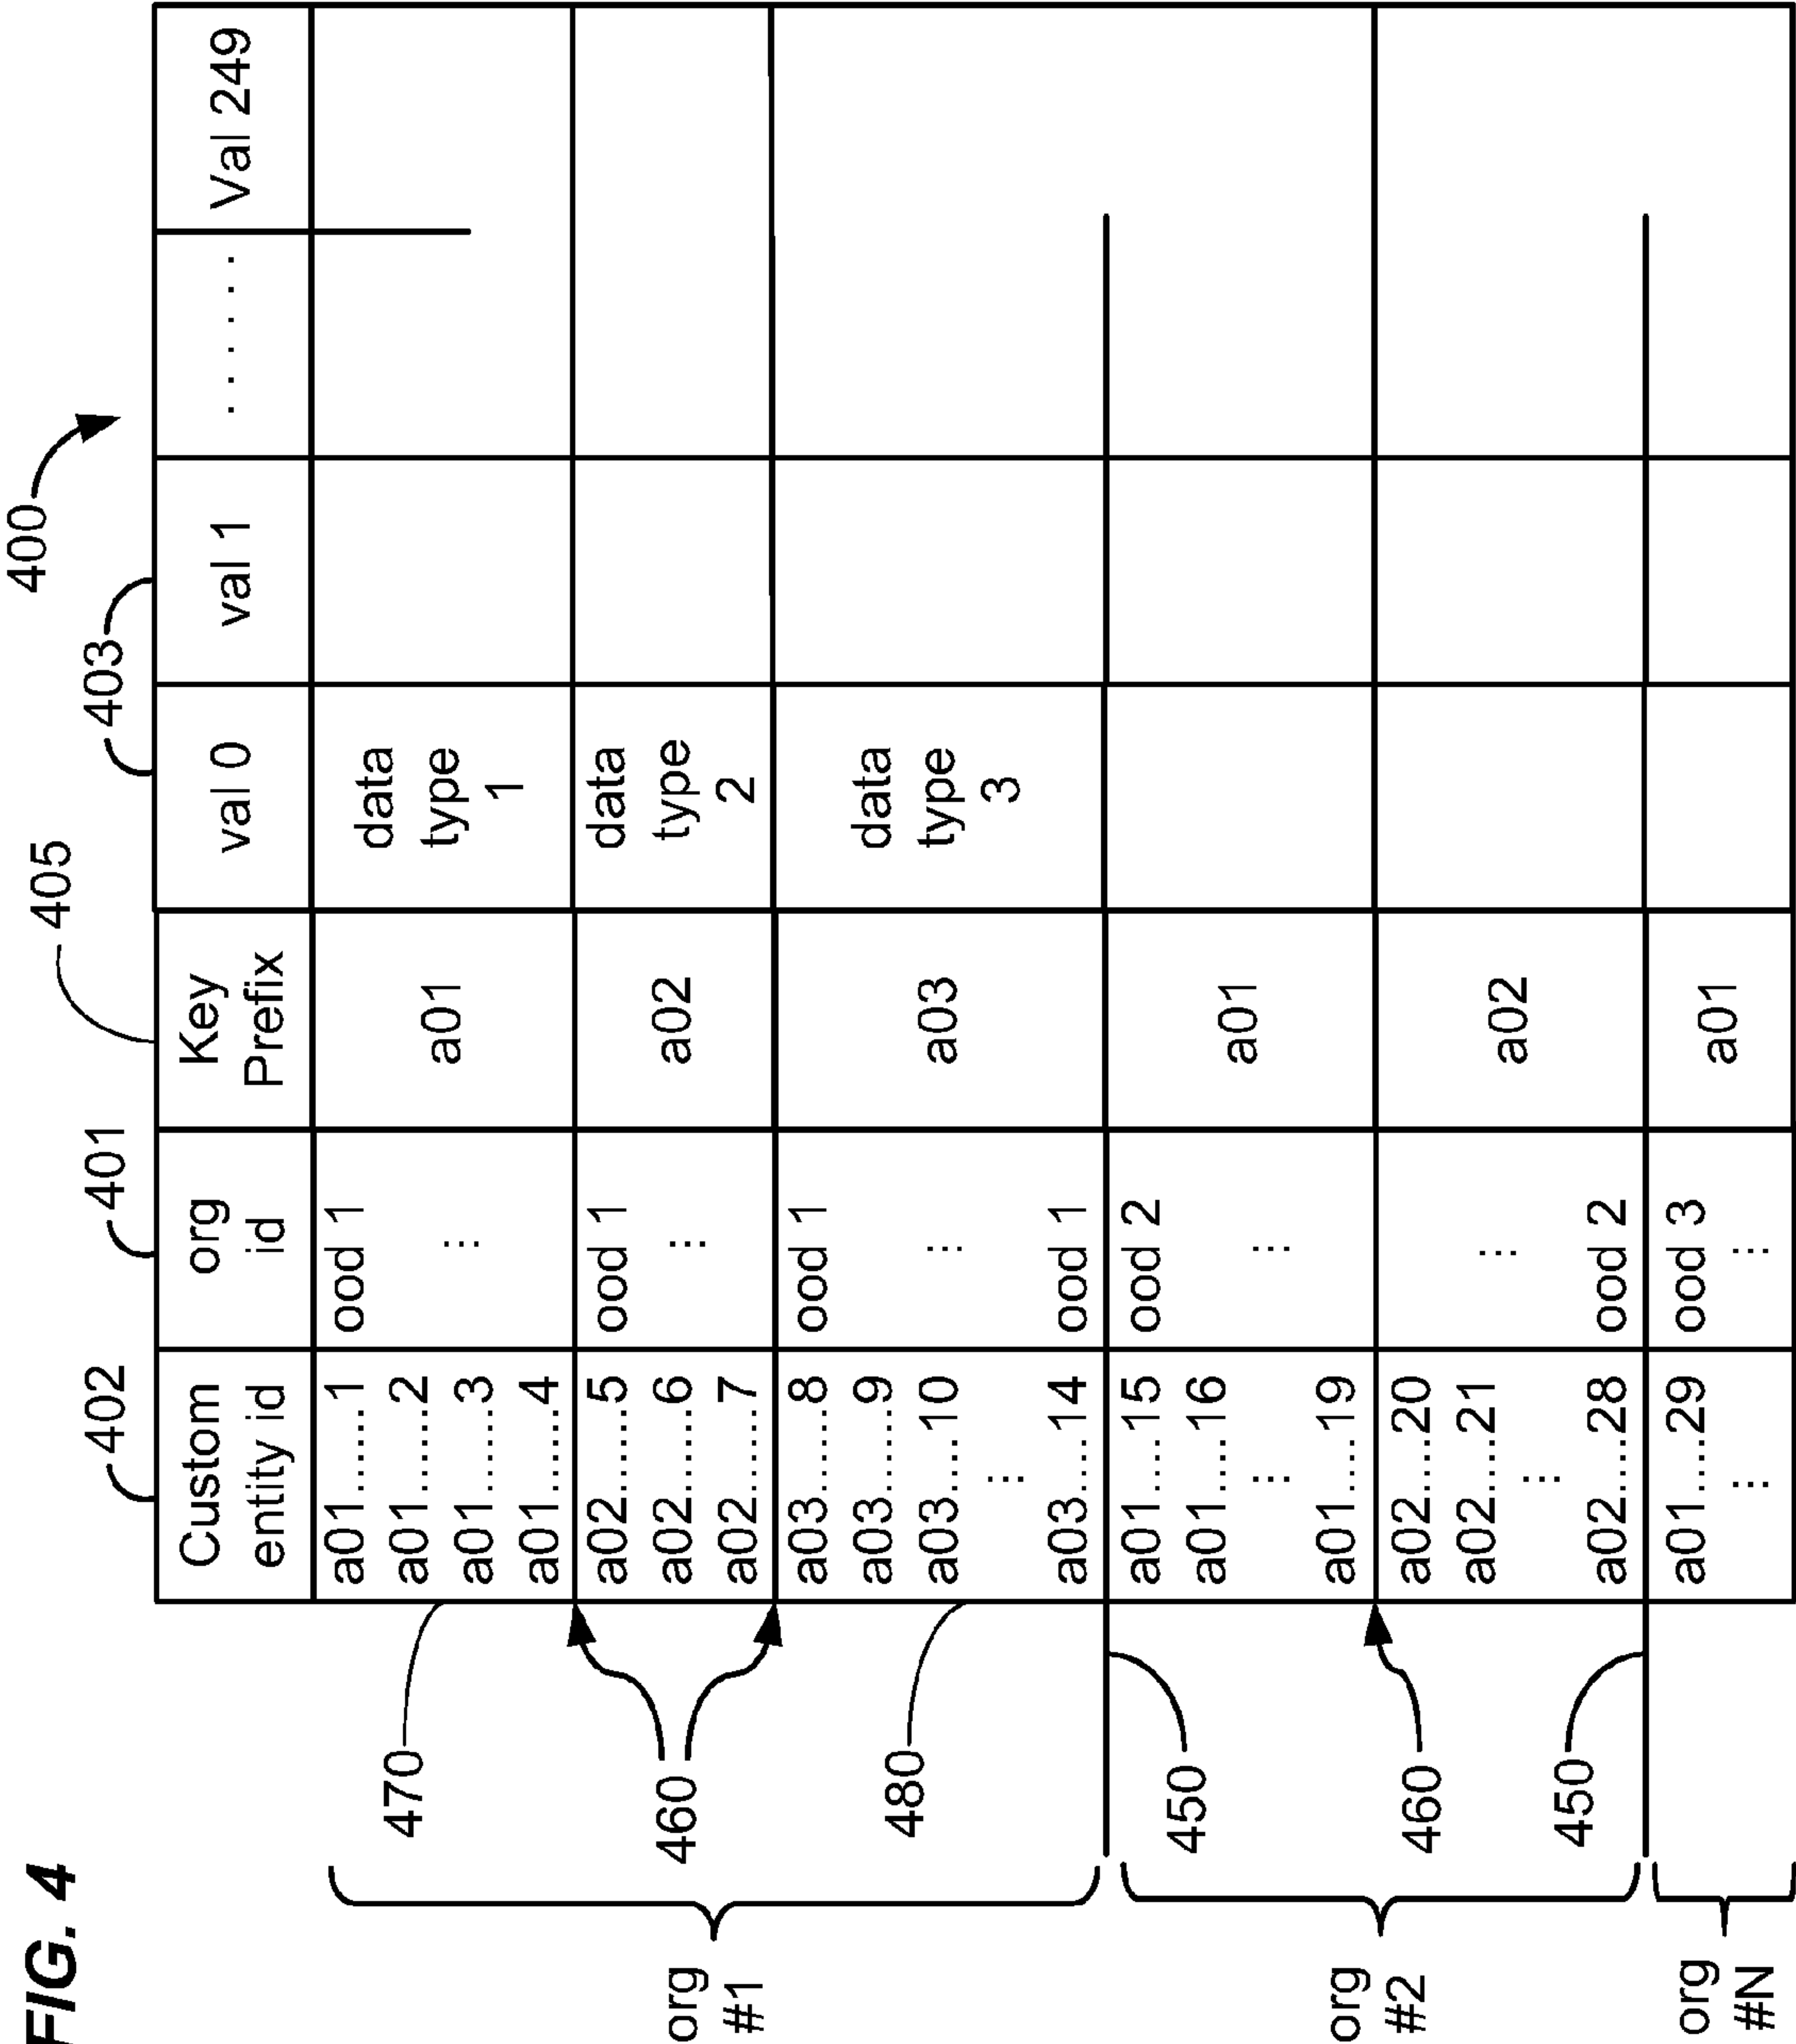 FIG. 4
400
402
401
405
403
Custom entity id
org id
Key Prefix
val 0
val 1
. . . . . .
Val 249
org #1
470
a01.......1
ood 1
a01
data type 1
a01.......2
a01.......3
...
a01.......4
460
a02.......5
ood 1
a02
data type 2
a02.......6
...
a02.......7
480
a03.......8
ood 1
a03
data type 3
a03.......9
a03.....10
...
...
a03.....14
ood 1
450
org #2
a01.....15
ood 2
a01
a01.....16
...
...
a01.....19
460
a02.....20
a02
a02.....21
...
...
a02.....28
ood 2
450
org #N
a01.....29
ood 3
a01
...
...